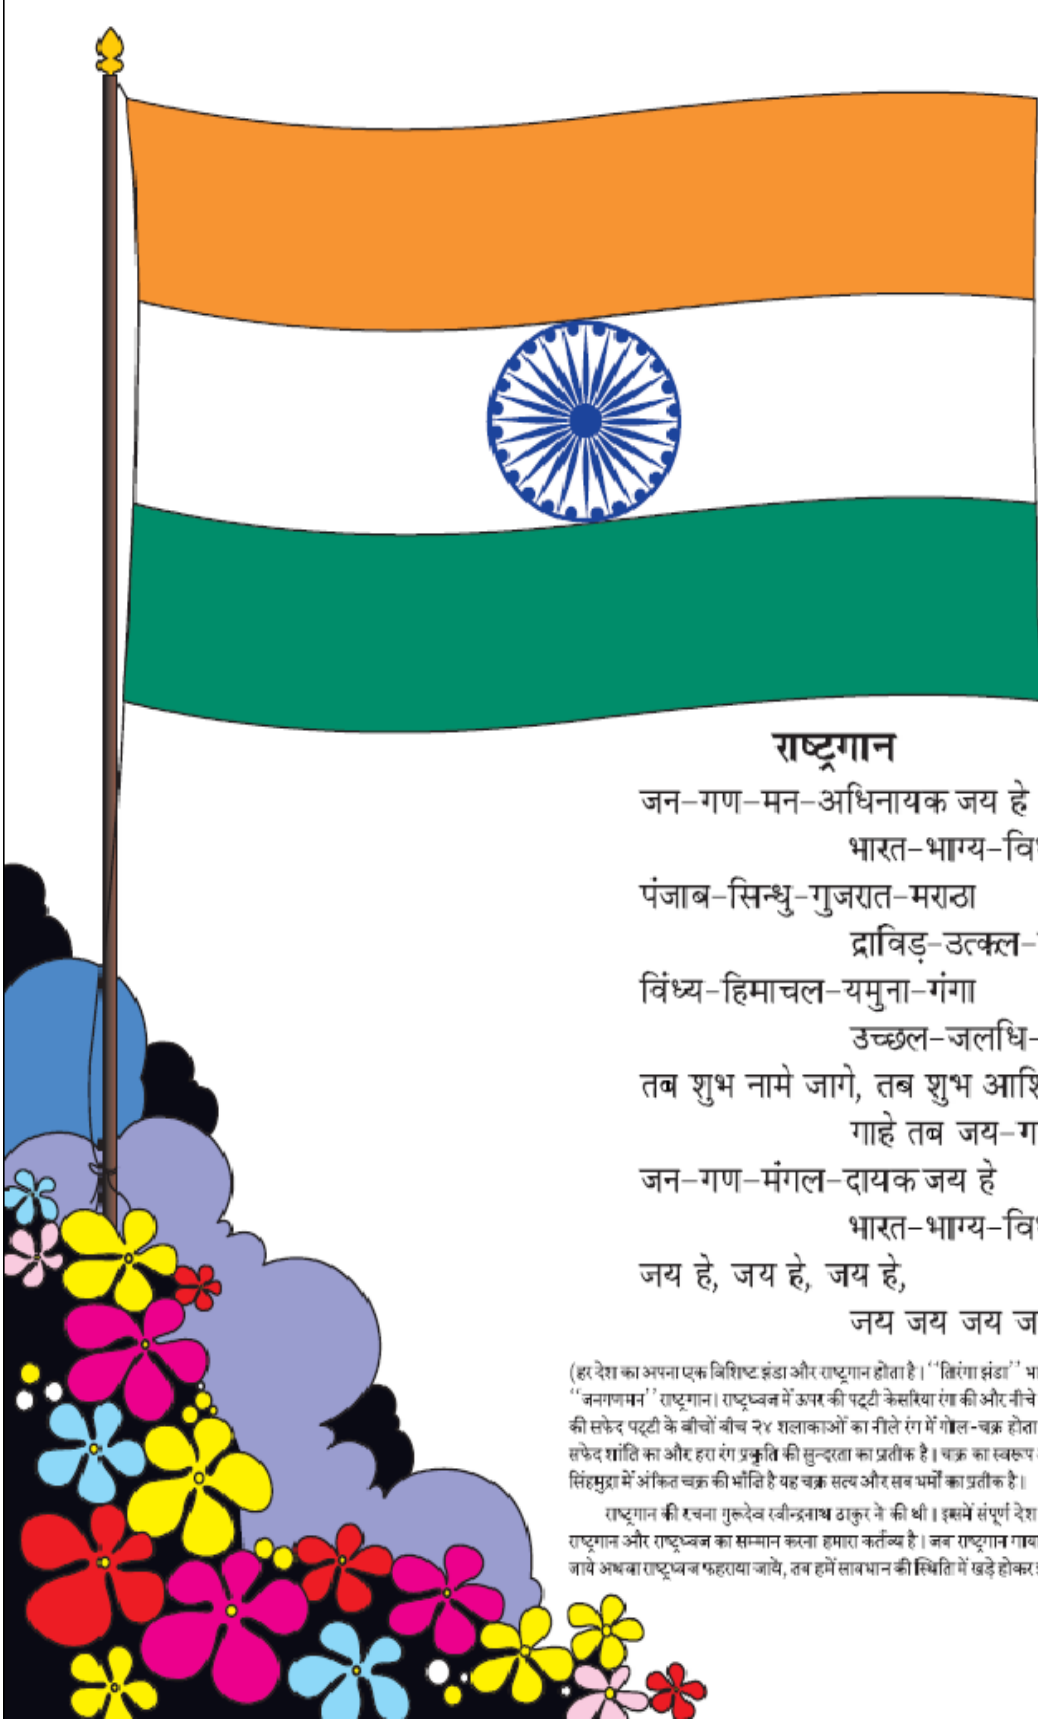 राष्ट्रगान
जन-गण-मन-अधिनायक जय हे
भारत-भाग्य-वि
पंजाब-सिन्धु-गुजरात-मराठा
द्राविड़-उत्कल-
विंध्य-हिमाचल-यमुना-गंगा
उच्छल-जलधि-
तब शुभ नामे जागे, तब शुभ आशि
गाहे तब जय-ग
जन-गण-मंगल-दायक जय हे
भारत-भाग्य-वि
जय हे, जय हे, जय हे,
जय जय जय ज
(हर देश का अपना एक विशिष्ट झंडा और राष्ट्रगान होता है। ''तिरंगा झंडा'' भा
''जनगणमन'' राष्ट्रगान। राष्ट्रध्वज में ऊपर की पट्टी केसरिया रंग की और नीचे
की सफेद पट्टी के बीचों बीच २४ शलाकाओं का नीले रंग में गोल-चक्र होता
सफेद शांति का और हरा रंग प्रकृति की सुन्दरता का प्रतीक है। चक्र का स्वरूप
सिंहमुद्रा में अंकित चक्र की भाँति है यह चक्र सत्य और सब धर्मों का प्रतीक है।
राष्ट्रगान की रचना गुरूदेव रवीन्द्रनाथ ठाकुर ने की थी। इसमें संपूर्ण देश
राष्ट्रगान और राष्ट्रध्वज का सम्मान करना हमारा कर्तव्य है। जब राष्ट्रगान गाया
जाये अथवा राष्ट्रध्वज फहराया जाये, तब हमें सावधान की स्थिति में खड़े होकर